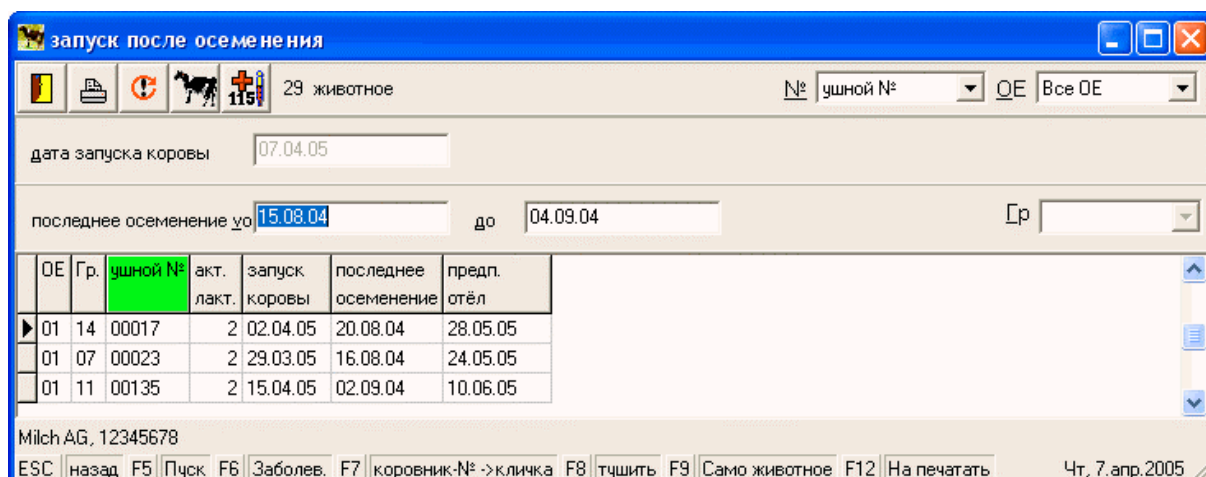 запуск после осеменения
115 29 животное № ушной № ОЕ Все ОЕ
дата запуска коровы 07.04.05
последнее осеменение уо 15.08.04 до 04.09.04 Гр
ОЕ Гр. ушной № акт. лакт. запуск коровы последнее осеменение предп. отёл
01 14 00017 2 02.04.05 20.08.04 28.05.05
01 07 00023 2 29.03.05 16.08.04 24.05.05
01 11 00135 2 15.04.05 02.09.04 10.06.05
Milch AG, 12345678
ESC назад F5 Пуск F6 Заболев. F7 коровник-№ ->кличка F8 тушить F9 Само животное F12 На печатать Чт, 7.апр.2005